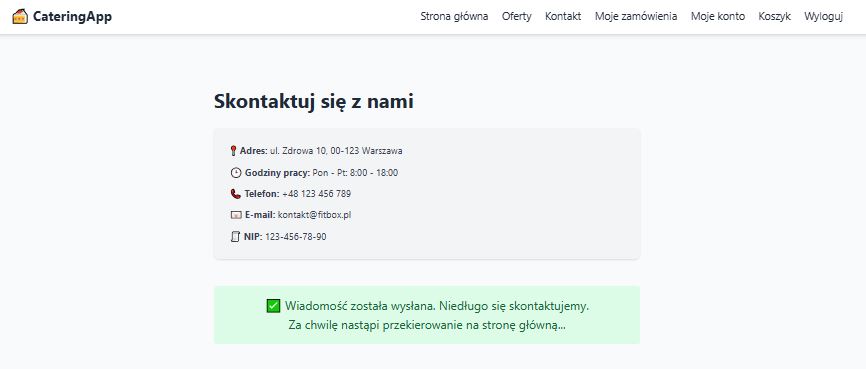 CateringApp
Strona główna Oferty Kontakt Moje zamówienia Moje konto Koszyk Wyloguj
Skontaktuj się z nami
Adres: ul. Zdrowa 10, 00-123 Warszawa
Godziny pracy: Pon - Pt: 8:00 - 18:00
Telefon: +48 123 456 789
E-mail: kontakt@fitbox.pl
NIP: 123-456-78-90
Wiadomość została wysłana. Niedługo się skontaktujemy.
Za chwilę nastąpi przekierowanie na stronę główną...